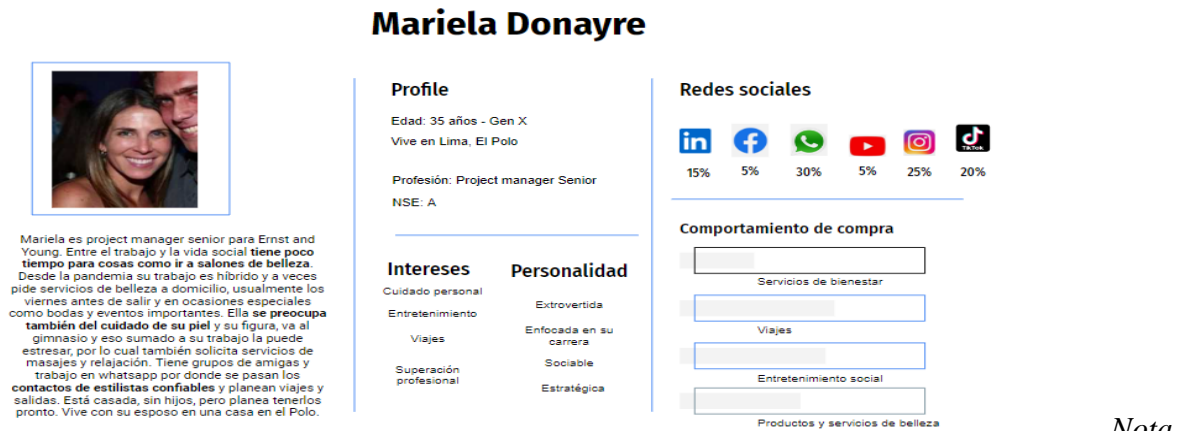 Mariela Donayre
Mariela es project manager senior para Ernst and
Young. Entre el trabajo y la vida social tiene poco
tiempo para cosas como ir a salones de belleza.
Desde la pandemia su trabajo es híbrido y a veces
pide servicios de belleza a domicilio, usualmente los
viernes antes de salir y en ocasiones especiales
como bodas y eventos importantes. Ella se preocupa
también del cuidado de su piel y su figura, va al
gimnasio y eso sumado a su trabajo la puede
estresar, por lo cual también solicita servicios de
masajes y relajación. Tiene grupos de amigas y
trabajo en whatsapp por donde se pasan los
contactos de estilistas confiables y planean viajes y
salidas. Está casada, sin hijos, pero planea tenerlos
pronto. Vive con su esposo en una casa en el Polo.
Profile
Edad: 35 años - Gen X
Vive en Lima, El Polo
Profesión: Project manager Senior
NSE: A
Intereses
Cuidado personal
Entretenimiento
Viajes
Superación
profesional
Personalidad
Extrovertida
Enfocada en su
carrera
Sociable
Estratégica
Redes sociales
in
TikTok
15% 5% 30% 5% 25% 20%
Comportamiento de compra
Servicios de bienestar
Viajes
Entretenimiento social
Productos y servicios de belleza
Nota